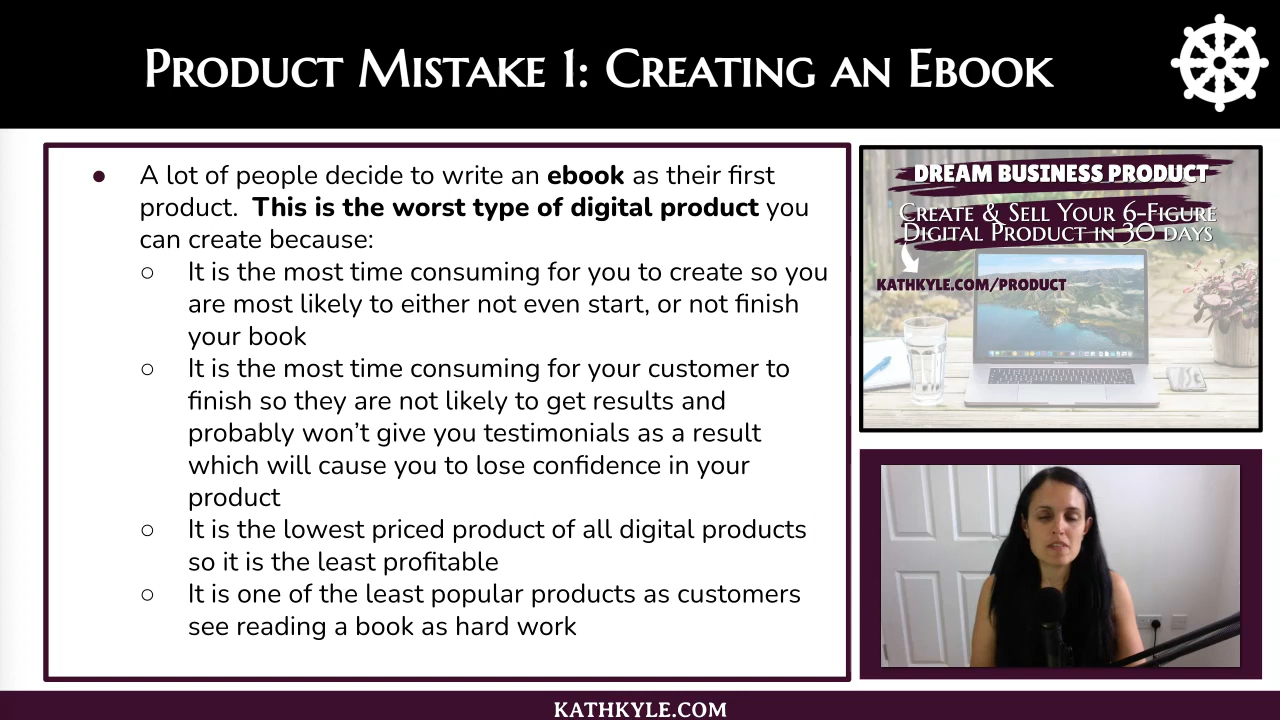 Product Mistake 1: Creating an Ebook
● A lot of people decide to write an ebook as their first
product. This is the worst type of digital product you
can create because:
○ It is the most time consuming for you to create so you
are most likely to either not even start, or not finish
your book
○ It is the most time consuming for your customer to
finish so they are not likely to get results and
probably won't give you testimonials as a result
which will cause you to lose confidence in your
product
○ It is the lowest priced product of all digital products
so it is the least profitable
○ It is one of the least popular products as customers
see reading a book as hard work
DREAM BUSINESS PRODUCT
Create & Sell Your 6-Figure
Digital Product in 30 days
KATHKYLE.COM/PRODUCT
KATHKYLE.COM